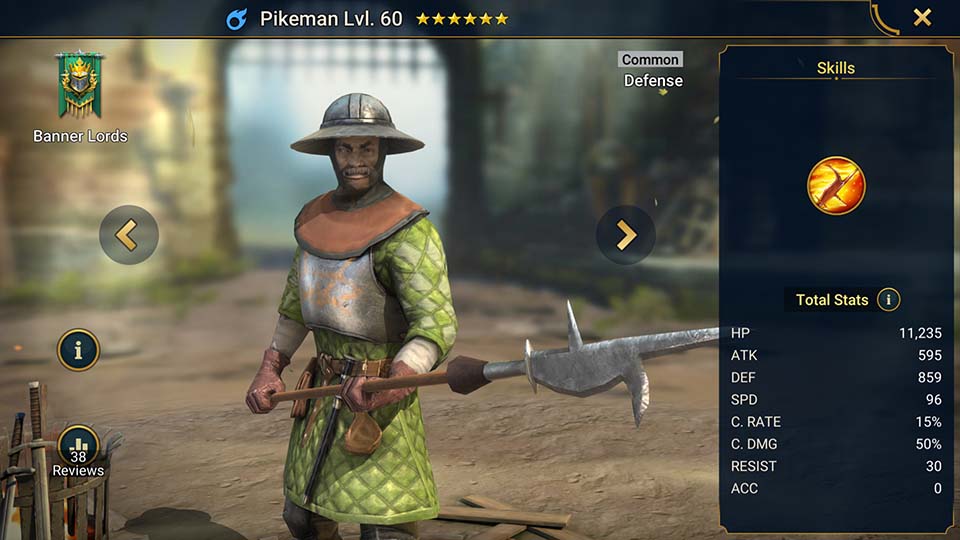 Pikeman Lvl. 60
Banner Lords
Common
Defense
38
Reviews
Skills
Total Stats
HP 11,235
ATK 595
DEF 859
SPD 96
C. RATE 15%
C. DMG 50%
RESIST 30
ACC 0